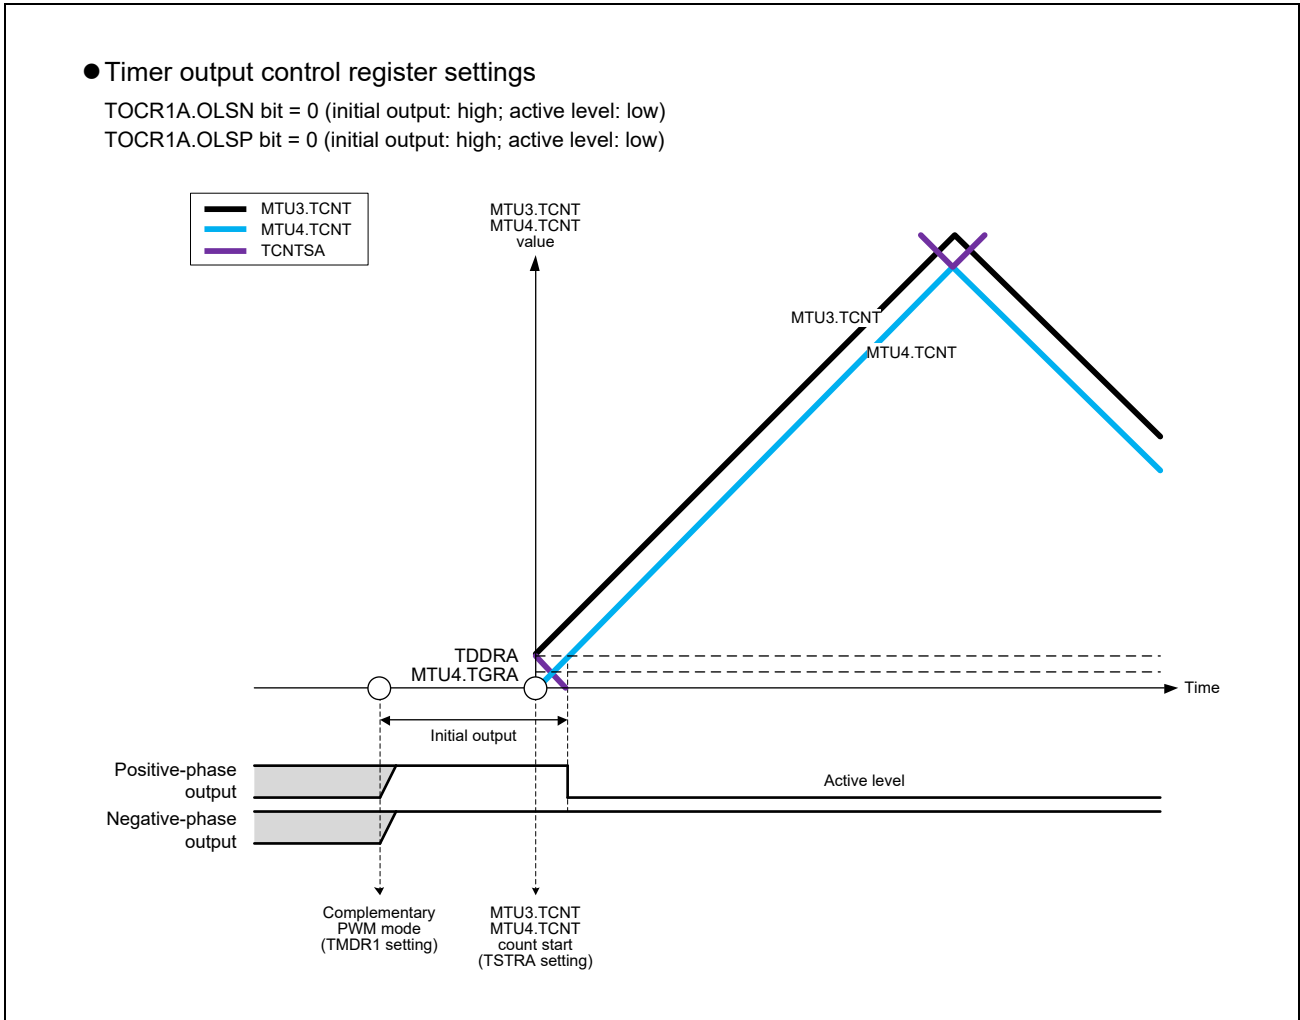 ● Timer output control register settings
TOCR1A.OLSN bit = 0 (initial output: high; active level: low)
TOCR1A.OLSP bit = 0 (initial output: high; active level: low)
MTU3.TCNT
MTU4.TCNT
TCNTSA
MTU3.TCNT
MTU4.TCNT
value
MTU3.TCNT
MTU4.TCNT
TDDRA
MTU4.TGRA
Time
Initial output
Positive-phase
output
Active level
Negative-phase
output
Complementary
PWM mode
(TMDR1 setting)
MTU3.TCNT
MTU4.TCNT
count start
(TSTRA setting)